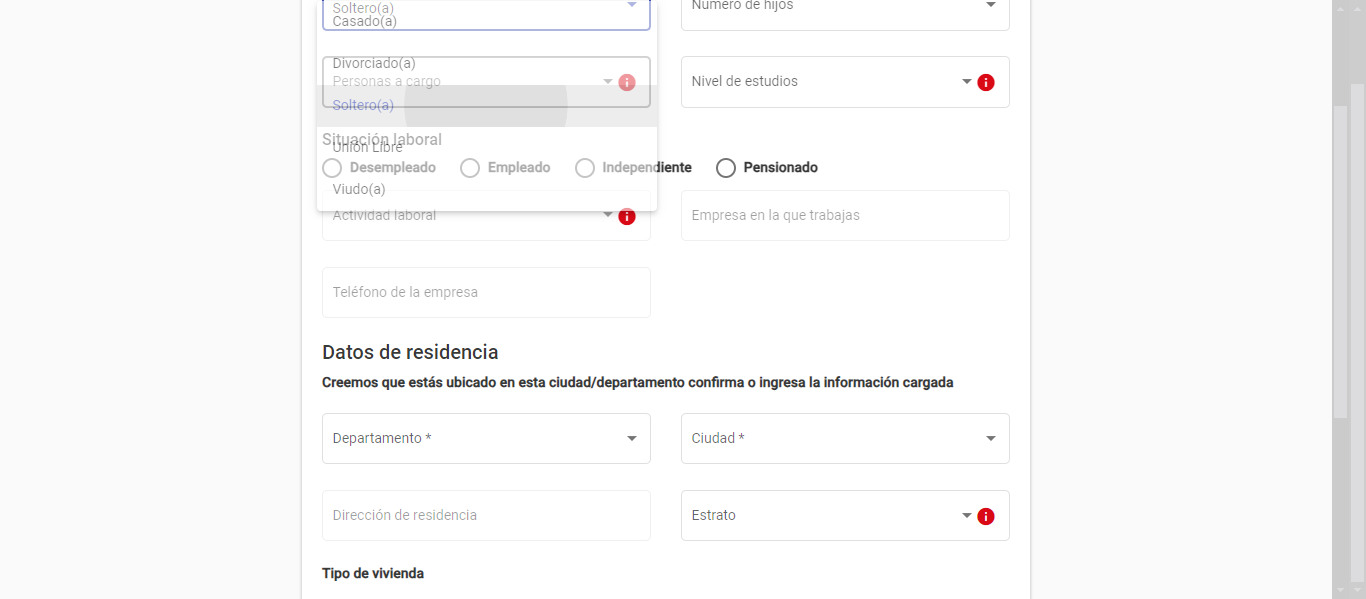 Soltero(a)
Número de hijos
Casado(a)
Divorciado(a)
Personas a cargo
Nivel de estudios
Soltero(a)
Situación laboral
Unión Libre
Desempleado
Empleado
Independiente
Pensionado
Viudo(a)
Actividad laboral
Empresa en la que trabajas
Teléfono de la empresa
Datos de residencia
Creemos que estás ubicado en esta ciudad/departamento confirma o ingresa la información cargada
Departamento *
Ciudad *
Dirección de residencia
Estrato
Tipo de vivienda